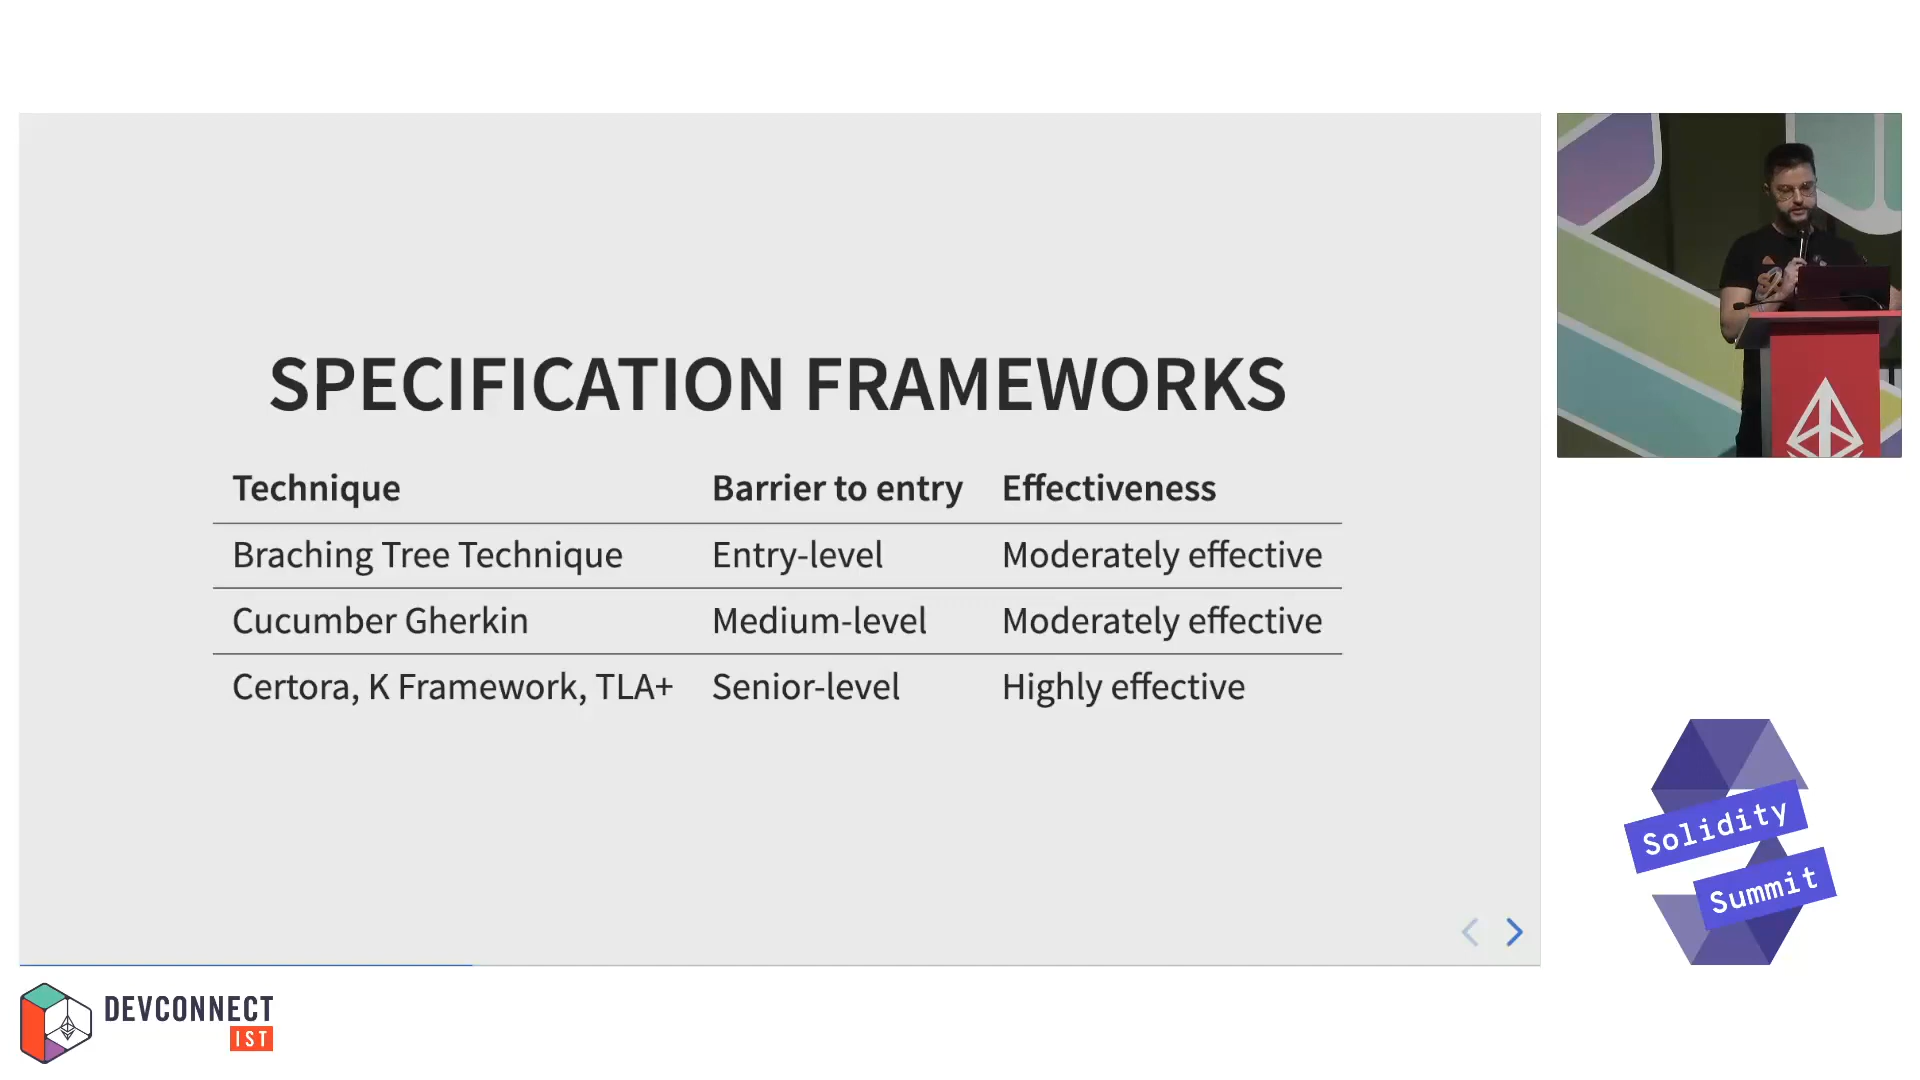 SPECIFICATION FRAMEWORKS
Technique Barrier to entry Effectiveness
Braching Tree Technique Entry-level Moderately effective
Cucumber Gherkin Medium-level Moderately effective
Certora, K Framework, TLA+ Senior-level Highly effective
Solidity
Summit
DEVCONNECT
IST